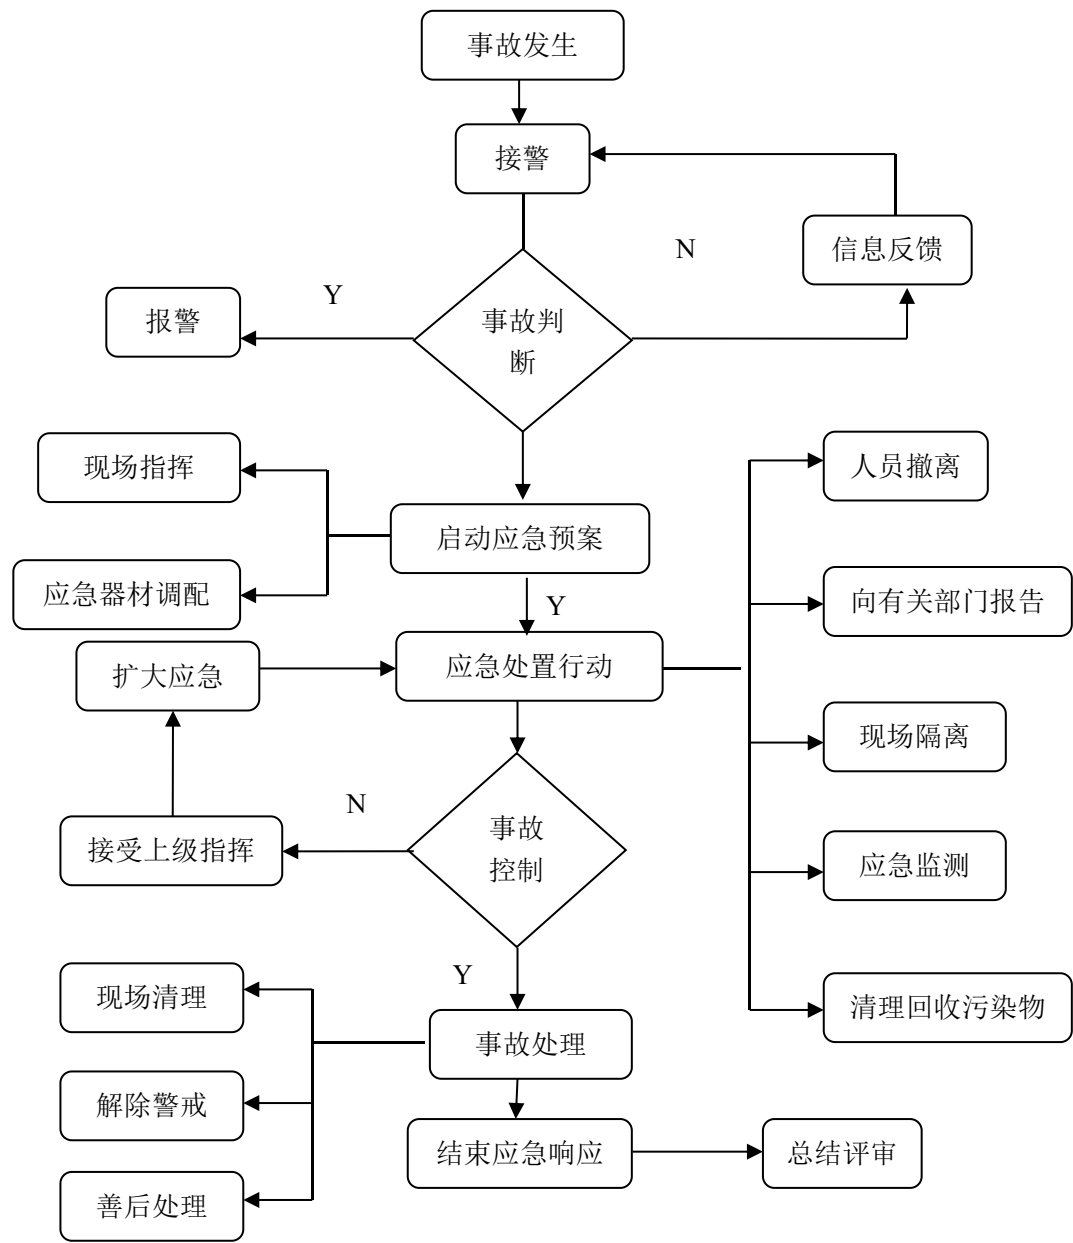 事故发生
接警
信息反馈
N
Y
报警
事故判
断
现场指挥
人员撤离
启动应急预案
应急器材调配
向有关部门报告
Y
扩大应急
应急处置行动
现场隔离
N
接受上级指挥
事故
控制
应急监测
Y
现场清理
清理回收污染物
事故处理
解除警戒
结束应急响应
总结评审
善后处理